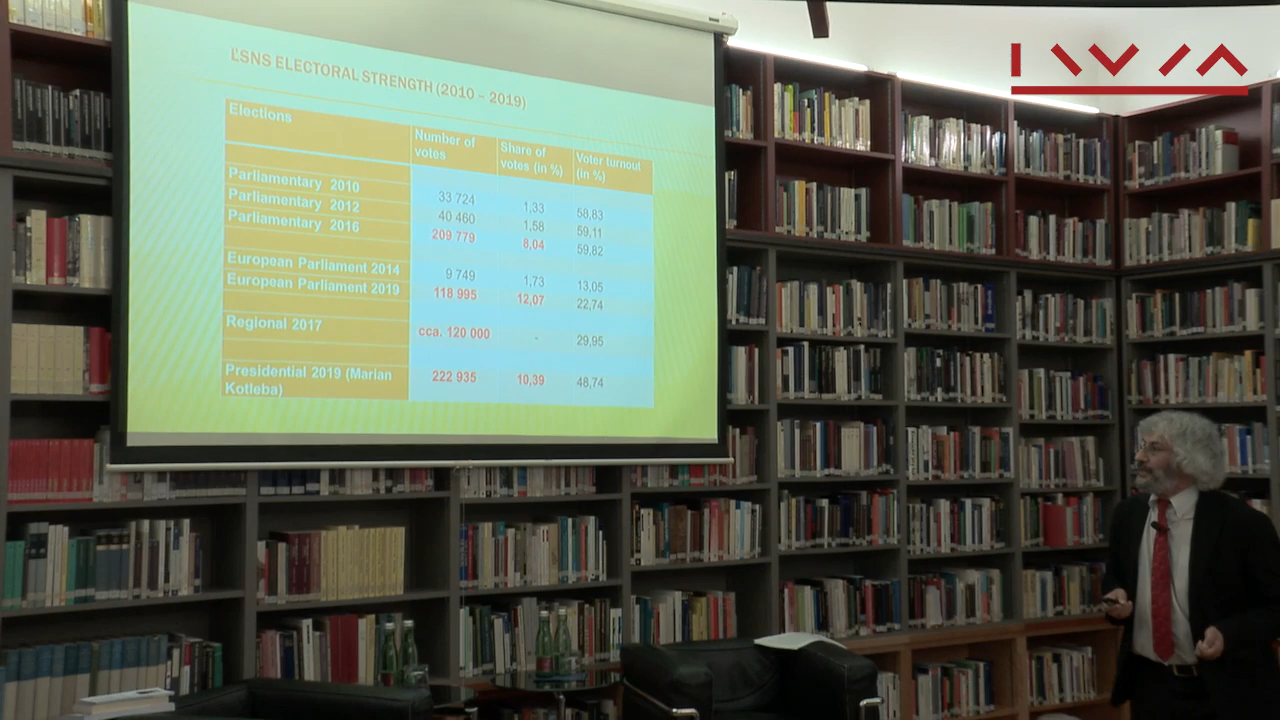 IWM
ĽSNS ELECTORAL STRENGTH (2010 – 2019)
Elections
Number of votes
Share of votes (in %)
Voter turnout (in %)
Parliamentary 2010 33 724 1,33 58,83
Parliamentary 2012 40 460 1,58 59,11
Parliamentary 2016 209 779 8,04 59,82
European Parliament 2014 9 749 1,73 13,05
European Parliament 2019 118 995 12,07 22,74
Regional 2017 cca. 120 000 - 29,95
Presidential 2019 (Marian Kotleba) 222 935 10,39 48,74